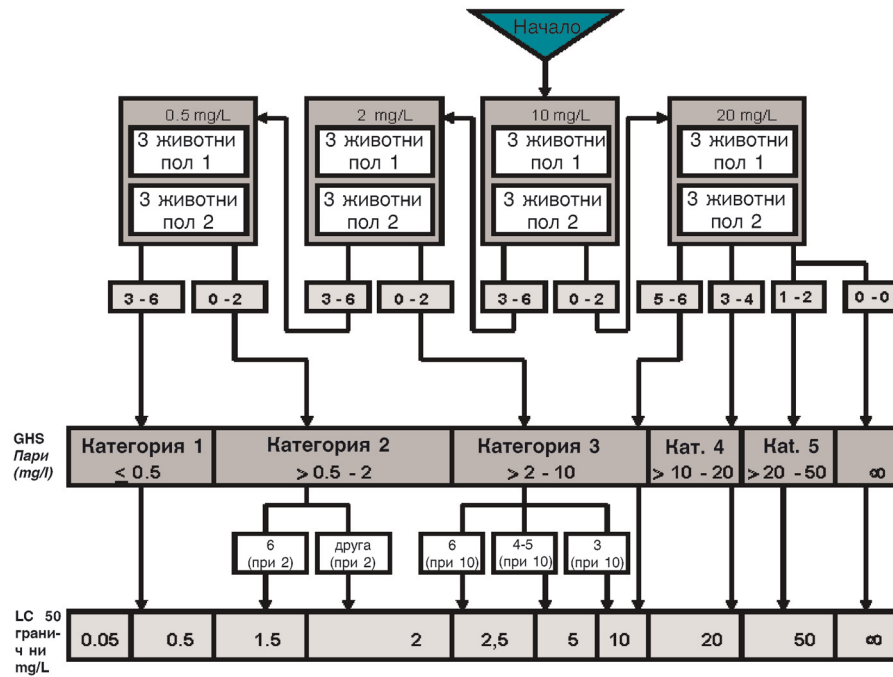 Начало
0.5 mg/L
2 mg/L
10 mg/L
20 mg/L
3 животни
пол 1
3 животни
пол 1
3 животни
пол 1
3 животни
пол 1
3 животни
пол 2
3 животни
пол 2
3 животни
пол 2
3 животни
пол 2
3 - 6
0 - 2
3 - 6
0 - 2
3 - 6
0 - 2
5 - 6
3 - 4
1 - 2
0 - 0
GHS
Пари
(mg/l)
Категория 1
≤ 0.5
Категория 2
> 0.5 - 2
Категория 3
> 2 - 10
Кат. 4
> 10 - 20
Kat. 5
> 20 - 50
∞
6
(при 2)
друга
(при 2)
6
(при 10)
4-5
(при 10)
3
(при 10)
LC 50
грани-
ч ни
mg/L
0.05
0.5
1.5
2
2,5
5
10
20
50
∞